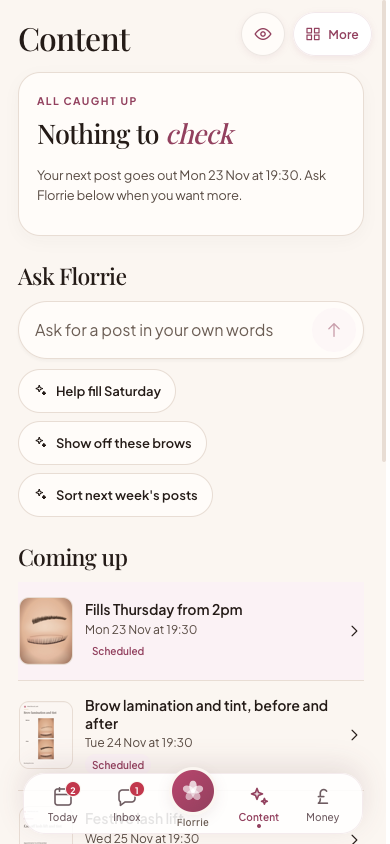 Content
More
ALL CAUGHT UP
Nothing to check
Your next post goes out Mon 23 Nov at 19:30. Ask
Florrie below when you want more.
Ask Florrie
Ask for a post in your own words
Help fill Saturday
Show off these brows
Sort next week's posts
Coming up
Fills Thursday from 2pm
Mon 23 Nov at 19:30
Scheduled
Brow lamination and tint, before and
after
Tue 24 Nov at 19:30
Scheduled
2
1
Today
Inbox
Florrie
Content
Money
lash lift
Wed 25 Nov at 19:30